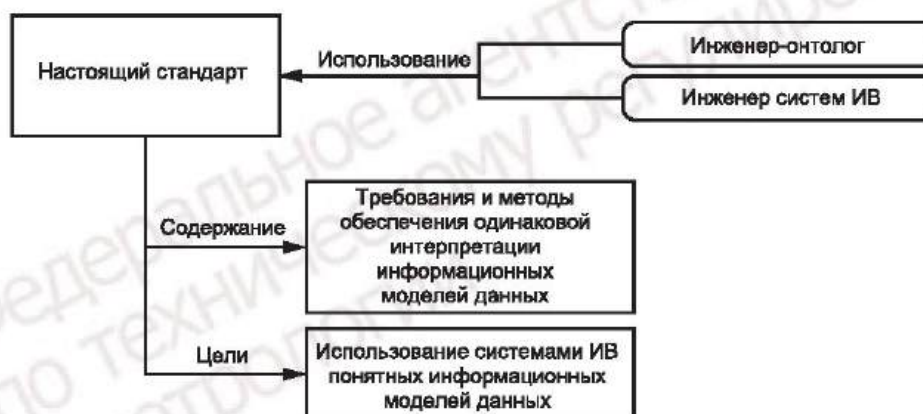 Настоящий стандарт
Использование
Инженер-онтолог
Инженер систем ИВ
Содержание
Требования и методы
обеспечения одинаковой
интерпретации
информационных
моделей данных
Цели
Использование системами ИВ
понятных информационных
моделей данных